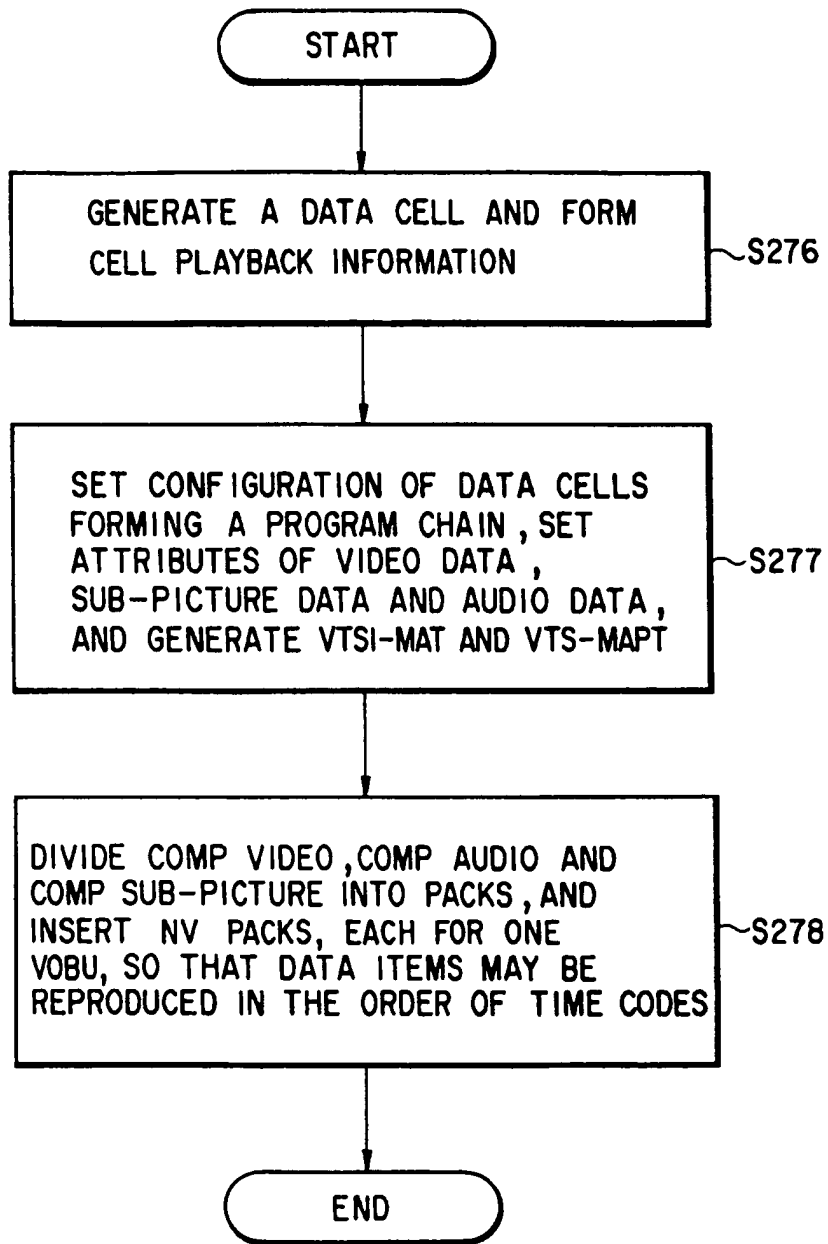 START
GENERATE A DATA CELL AND FORM
CELL PLAYBACK INFORMATION
S276
SET CONFIGURATION OF DATA CELLS
FORMING A PROGRAM CHAIN, SET
ATTRIBUTES OF VIDEO DATA,
SUB-PICTURE DATA AND AUDIO DATA,
AND GENERATE VTSI-MAT AND VTS-MAPT
S277
DIVIDE COMP VIDEO, COMP AUDIO AND
COMP SUB-PICTURE INTO PACKS, AND
INSERT NV PACKS, EACH FOR ONE
VOBU, SO THAT DATA ITEMS MAY BE
REPRODUCED IN THE ORDER OF TIME CODES
S278
END